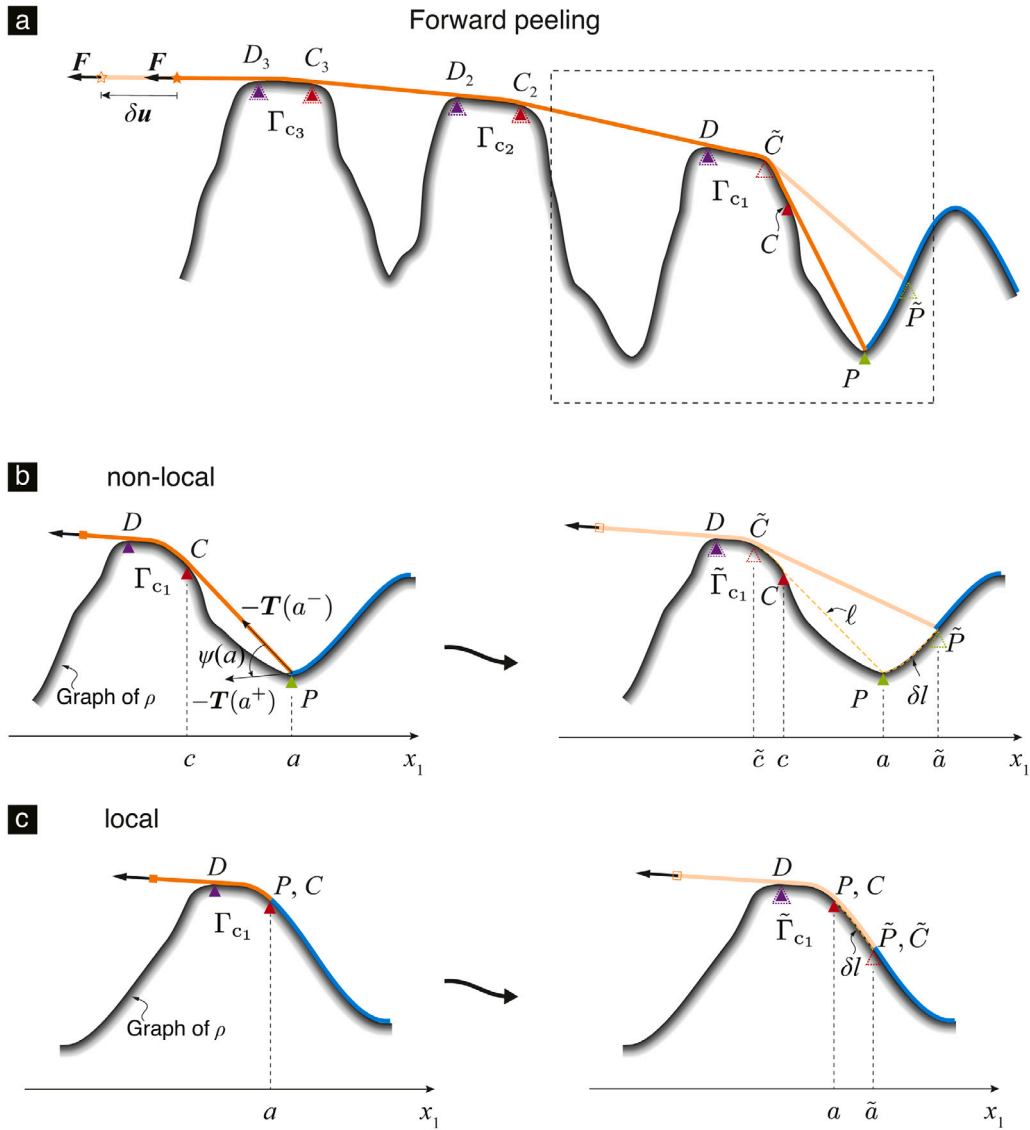 a Forward peeling
F F D₃ C₃ D₂ C₂
δu Γc₃ Γc₂ D C̃
Γc₁
C
P̃
P
b non-local
D C D C̃
Γc₁ −T(a⁻) Γ̃c₁ C ℓ
ψ(a) P̃
Graph of ρ −T(a⁺) P P δl
c a x₁ c̃ c a ã x₁
c local
D P, C D P, C
Γc₁ Γ̃c₁ P̃, C̃
δl
Graph of ρ
a x₁ a ã x₁